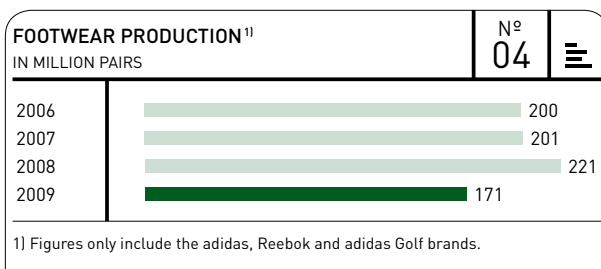 FOOTWEAR PRODUCTION 1)
IN MILLION PAIRS
Nº
04
2006 200
2007 201
2008 221
2009 171
1) Figures only include the adidas, Reebok and adidas Golf brands.